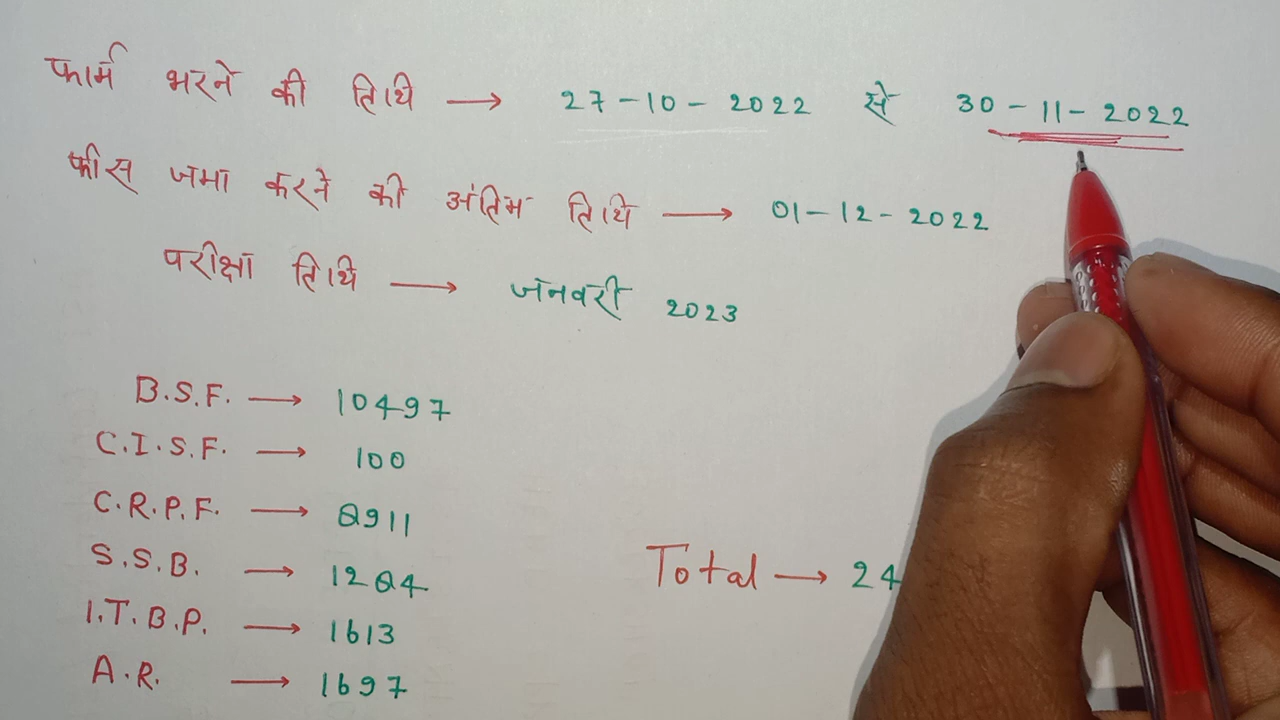 फार्म भरने की तिथि → 27-10-2022 से 30-11-2022
फीस जमा करने की अंतिम तिथि → 01-12-2022
परीक्षा तिथि → जनवरी 2023
B.S.F. → 10497
C.I.S.F. → 100
C.R.P.F. → 8911
S.S.B. → 1284
Total → 24
I.T.B.P. → 1613
A.R. → 1697